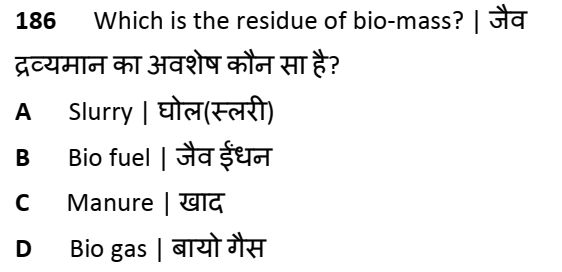 186 Which is the residue of bio-mass? | जैव
द्रव्यमान का अवशेष कौन सा है?
A Slurry | घोल(स्लरी)
B Bio fuel | जैव ईंधन
C Manure | खाद
D Bio gas | बायो गैस